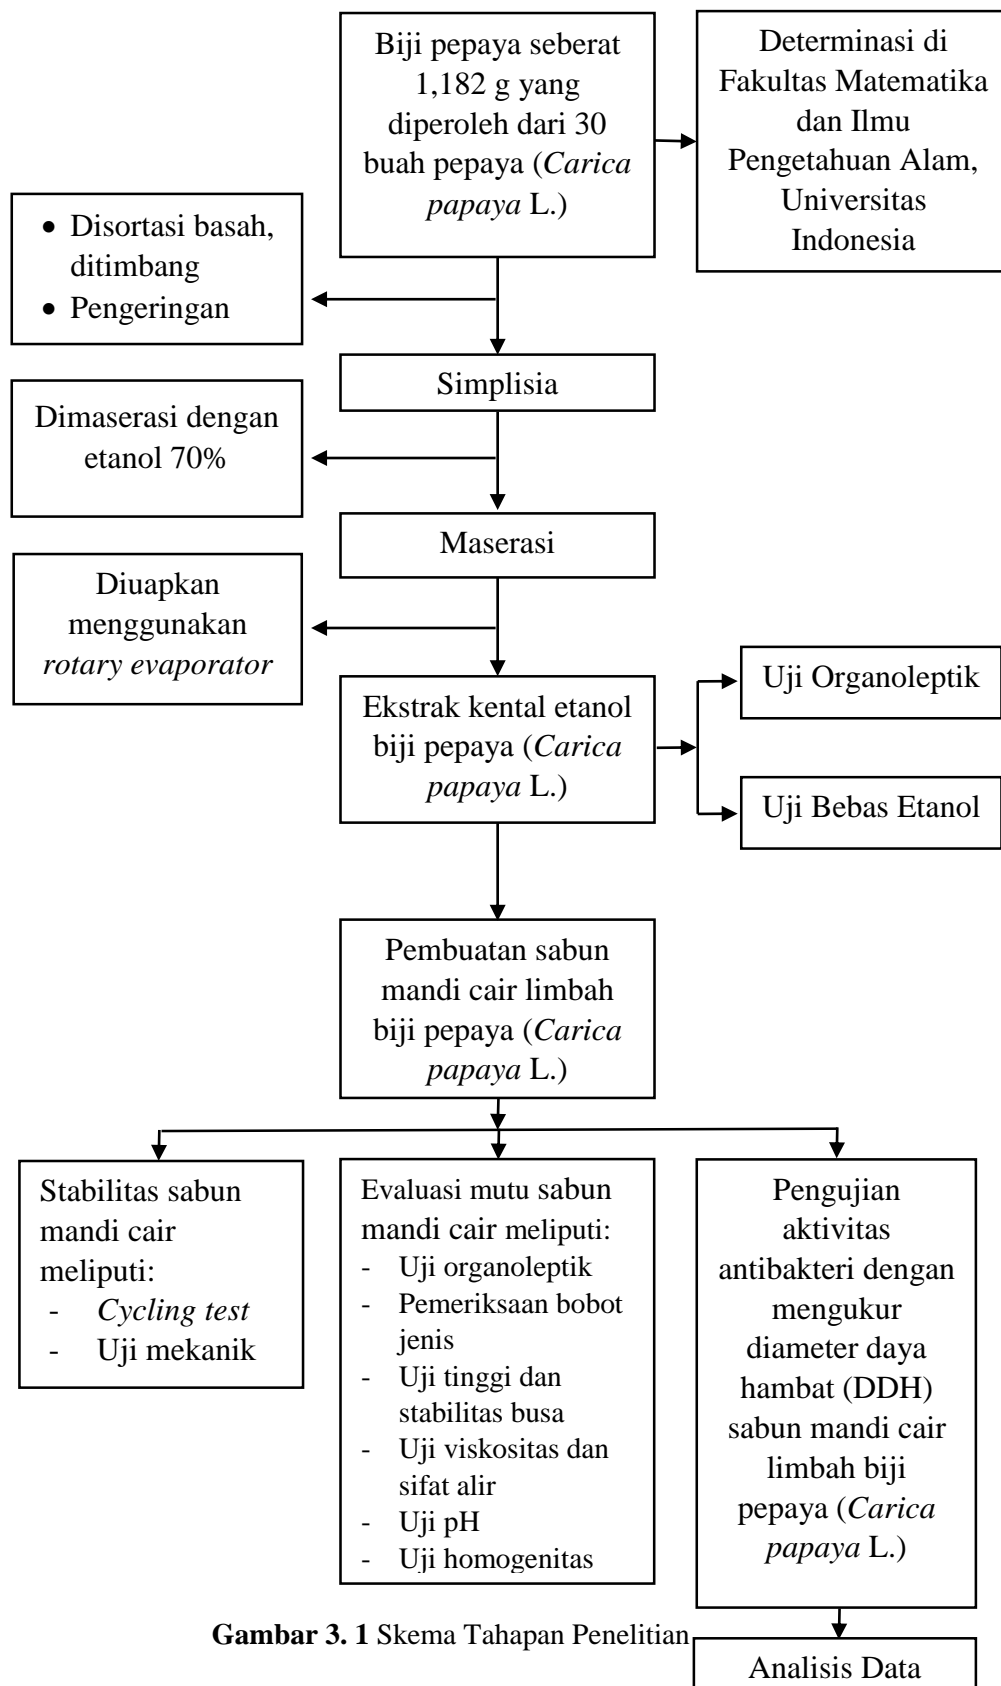 Biji pepaya seberat
1,182 g yang
diperoleh dari 30
buah pepaya (Carica
papaya L.)
Determinasi di
Fakultas Matematika
dan Ilmu
Pengetahuan Alam,
Universitas
Indonesia
• Disortasi basah,
ditimbang
• Pengeringan
Simplisia
Dimaserasi dengan
etanol 70%
Maserasi
Diuapkan
menggunakan
rotary evaporator
Ekstrak kental etanol
biji pepaya (Carica
papaya L.)
Uji Organoleptik
Uji Bebas Etanol
Pembuatan sabun
mandi cair limbah
biji pepaya (Carica
papaya L.)
Stabilitas sabun
mandi cair
meliputi:
- Cycling test
- Uji mekanik
Evaluasi mutu sabun
mandi cair meliputi:
- Uji organoleptik
- Pemeriksaan bobot
jenis
- Uji tinggi dan
stabilitas busa
- Uji viskositas dan
sifat alir
- Uji pH
- Uji homogenitas
Pengujian
aktivitas
antibakteri dengan
mengukur
diameter daya
hambat (DDH)
sabun mandi cair
limbah biji
pepaya (Carica
papaya L.)
Gambar 3. 1 Skema Tahapan Penelitian
Analisis Data